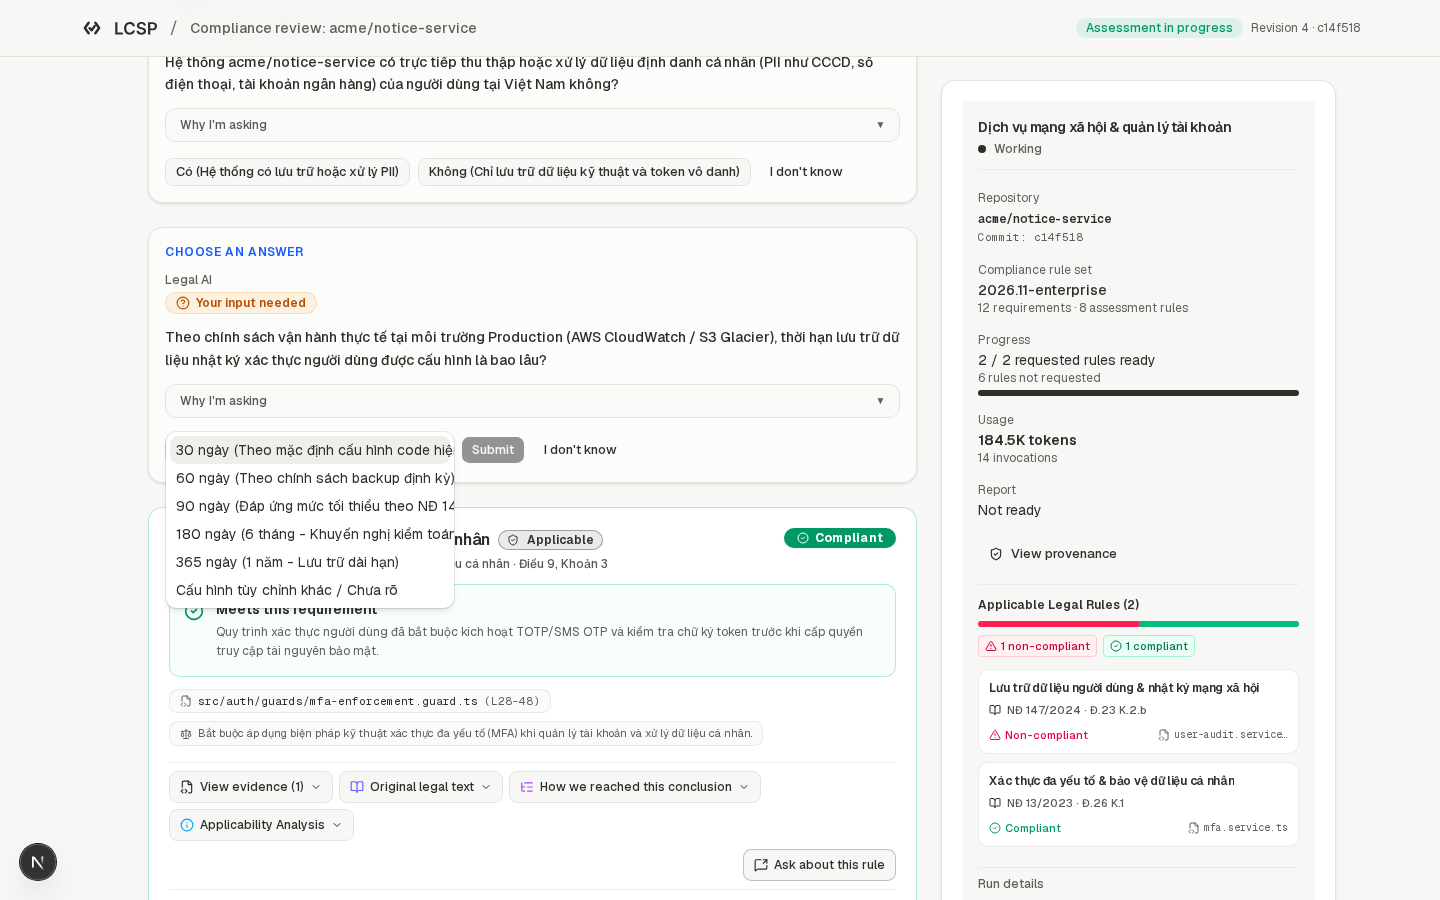 LCSP / Compliance review: acme/notice-service
Assessment in progress
Revision 4 · c14f518
Hệ thống acme/notice-service có trực tiếp thu thập hoặc xử lý dữ liệu định danh cá nhân (PII như CCCD, số
điện thoại, tài khoản ngân hàng) của người dùng tại Việt Nam không?
Why I'm asking
Có (Hệ thống có lưu trữ hoặc xử lý PII)
Không (Chỉ lưu trữ dữ liệu kỹ thuật và token vô danh)
I don't know
CHOOSE AN ANSWER
Legal AI
Your input needed
Theo chính sách vận hành thực tế tại môi trường Production (AWS CloudWatch / S3 Glacier), thời hạn lưu trữ dữ
liệu nhật ký xác thực người dùng được cấu hình là bao lâu?
Why I'm asking
30 ngày (Theo mặc định cấu hình code hiệ
60 ngày (Theo chính sách backup định kỳ)
90 ngày (Đáp ứng mức tối thiểu theo NĐ 14
180 ngày (6 tháng - Khuyến nghị kiểm toán
365 ngày (1 năm - Lưu trữ dài hạn)
Cấu hình tùy chỉnh khác / Chưa rõ
Submit
I don't know
nhân
Applicable
Compliant
u cá nhân · Điều 9, Khoản 3
Meets this requirement
Quy trình xác thực người dùng đã bắt buộc kích hoạt TOTP/SMS OTP và kiểm tra chữ ký token trước khi cấp quyền
truy cập tài nguyên bảo mật.
src/auth/guards/mfa-enforcement.guard.ts (L28–48)
Bắt buộc áp dụng biện pháp kỹ thuật xác thực đa yếu tố (MFA) khi quản lý tài khoản và xử lý dữ liệu cá nhân.
View evidence (1)
Original legal text
How we reached this conclusion
Applicability Analysis
Ask about this rule
Dịch vụ mạng xã hội & quản lý tài khoản
Working
Repository
acme/notice-service
Commit: c14f518
Compliance rule set
2026.11-enterprise
12 requirements · 8 assessment rules
Progress
2 / 2 requested rules ready
6 rules not requested
Usage
184.5K tokens
14 invocations
Report
Not ready
View provenance
Applicable Legal Rules (2)
1 non-compliant
1 compliant
Lưu trữ dữ liệu người dùng & nhật ký mạng xã hội
NĐ 147/2024 · Đ.23 K.2.b
Non-compliant
user-audit.service…
Xác thực đa yếu tố & bảo vệ dữ liệu cá nhân
NĐ 13/2023 · Đ.26 K.1
Compliant
mfa.service.ts
Run details
N